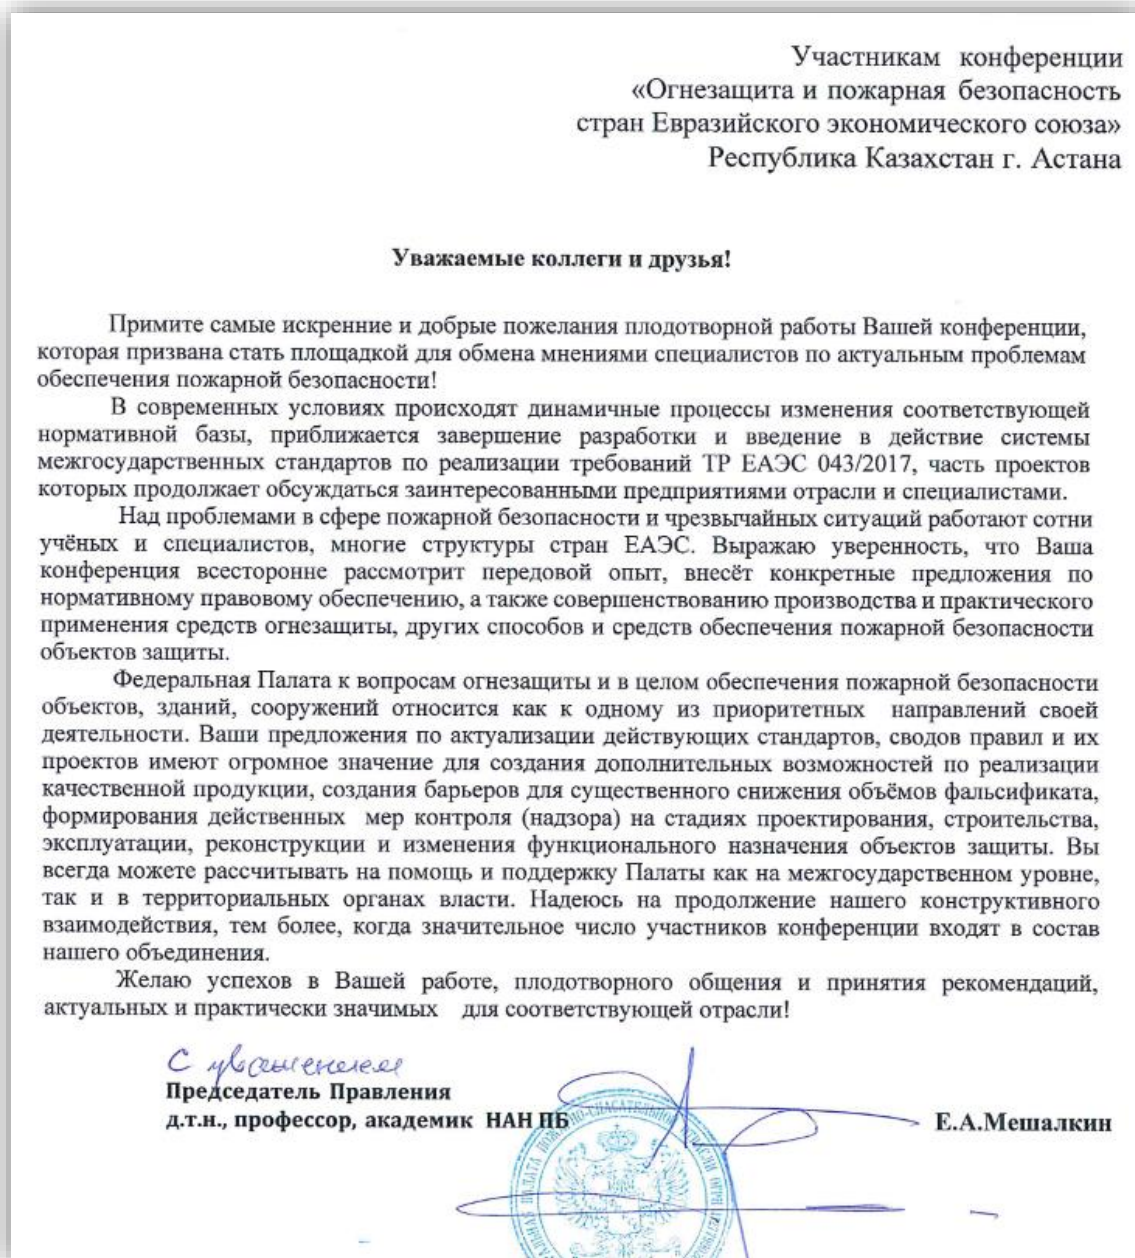 Участникам конференции
«Огнезащита и пожарная безопасность
стран Евразийского экономического союза»
Республика Казахстан г. Астана
Уважаемые коллеги и друзья!
Примите самые искренние и добрые пожелания плодотворной работы Вашей конференции,
которая призвана стать площадкой для обмена мнениями специалистов по актуальным проблемам
обеспечения пожарной безопасности!
В современных условиях происходят динамичные процессы изменения соответствующей
нормативной базы, приближается завершение разработки и введение в действие системы
межгосударственных стандартов по реализации требований ТР ЕАЭС 043/2017, часть проектов
которых продолжает обсуждаться заинтересованными предприятиями отрасли и специалистами.
Над проблемами в сфере пожарной безопасности и чрезвычайных ситуаций работают сотни
учёных и специалистов, многие структуры стран ЕАЭС. Выражаю уверенность, что Ваша
конференция всесторонне рассмотрит передовой опыт, внесёт конкретные предложения по
нормативному правовому обеспечению, а также совершенствованию производства и практического
применения средств огнезащиты, других способов и средств обеспечения пожарной безопасности
объектов защиты.
Федеральная Палата к вопросам огнезащиты и в целом обеспечения пожарной безопасности
объектов, зданий, сооружений относится как к одному из приоритетных направлений своей
деятельности. Ваши предложения по актуализации действующих стандартов, сводов правил и их
проектов имеют огромное значение для создания дополнительных возможностей по реализации
качественной продукции, создания барьеров для существенного снижения объёмов фальсификата,
формирования действенных мер контроля (надзора) на стадиях проектирования, строительства,
эксплуатации, реконструкции и изменения функционального назначения объектов защиты. Вы
всегда можете рассчитывать на помощь и поддержку Палаты как на межгосударственном уровне,
так и в территориальных органах власти. Надеюсь на продолжение нашего конструктивного
взаимодействия, тем более, когда значительное число участников конференции входят в состав
нашего объединения.
Желаю успехов в Вашей работе, плодотворного общения и принятия рекомендаций,
актуальных и практически значимых для соответствующей отрасли!
С уважением
Председатель Правления
д.т.н., профессор, академик НАН ПБ
Е.А.Мешалкин
ПАЛАТА ПОЖАРНО-СПАСАТЕЛЬНОЙ ОТРАСЛИ ОГРН